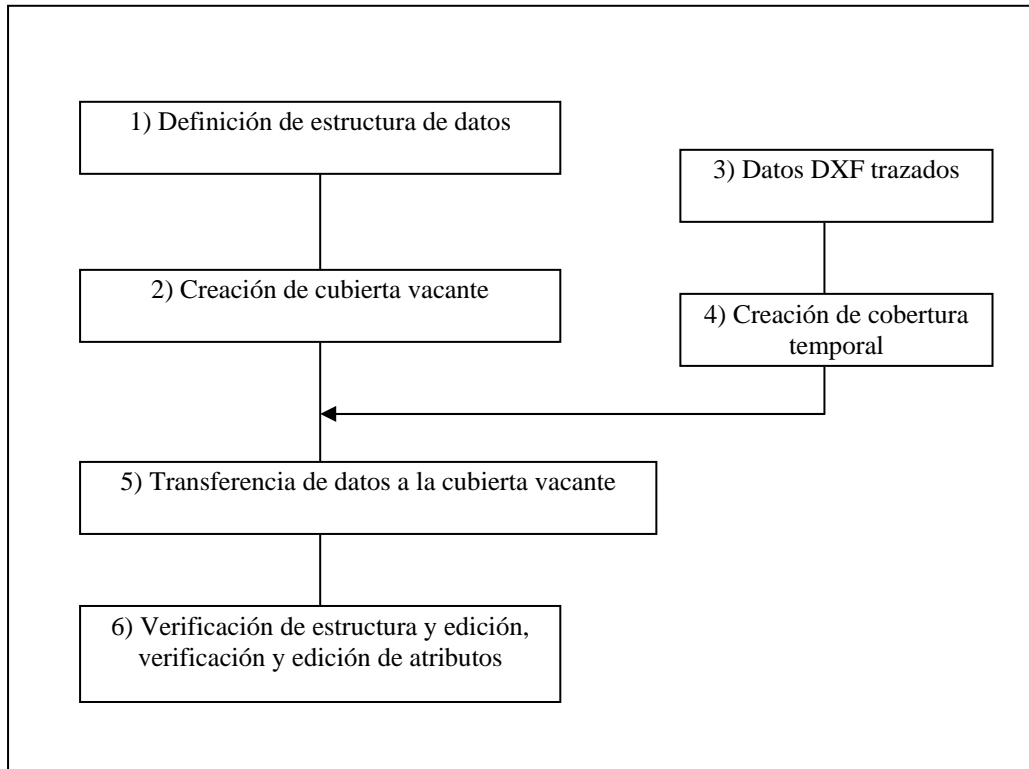 1) Definición de estructura de datos
3) Datos DXF trazados
2) Creación de cubierta vacante
4) Creación de cobertura
temporal
5) Transferencia de datos a la cubierta vacante
6) Verificación de estructura y edición,
verificación y edición de atributos